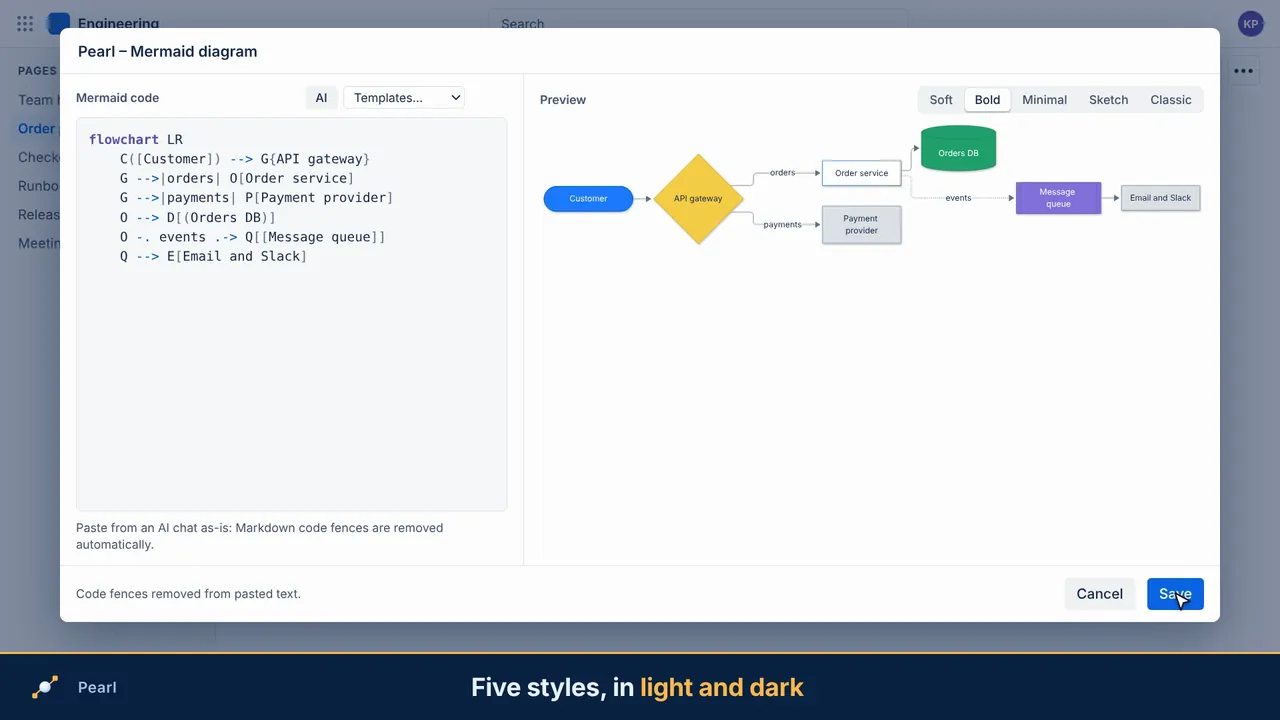 Engineering
Search
KP
PAGES
Team
Order
Checko
Runbo
Releas
Meetin
Pearl – Mermaid diagram
Mermaid code
AI
Templates...
flowchart LR
C([Customer]) --> G{API gateway}
G -->|orders| O[Order service]
G -->|payments| P[Payment provider]
O --> D[(Orders DB)]
O -. events .-> Q[[Message queue]]
Q --> E[Email and Slack]
Paste from an AI chat as-is: Markdown code fences are removed
automatically.
Preview
Soft
Bold
Minimal
Sketch
Classic
Customer
API gateway
orders
payments
Order service
Payment
provider
Orders DB
events
Message
queue
Email and Slack
Code fences removed from pasted text.
Cancel
Save
Pearl
Five styles, in light and dark